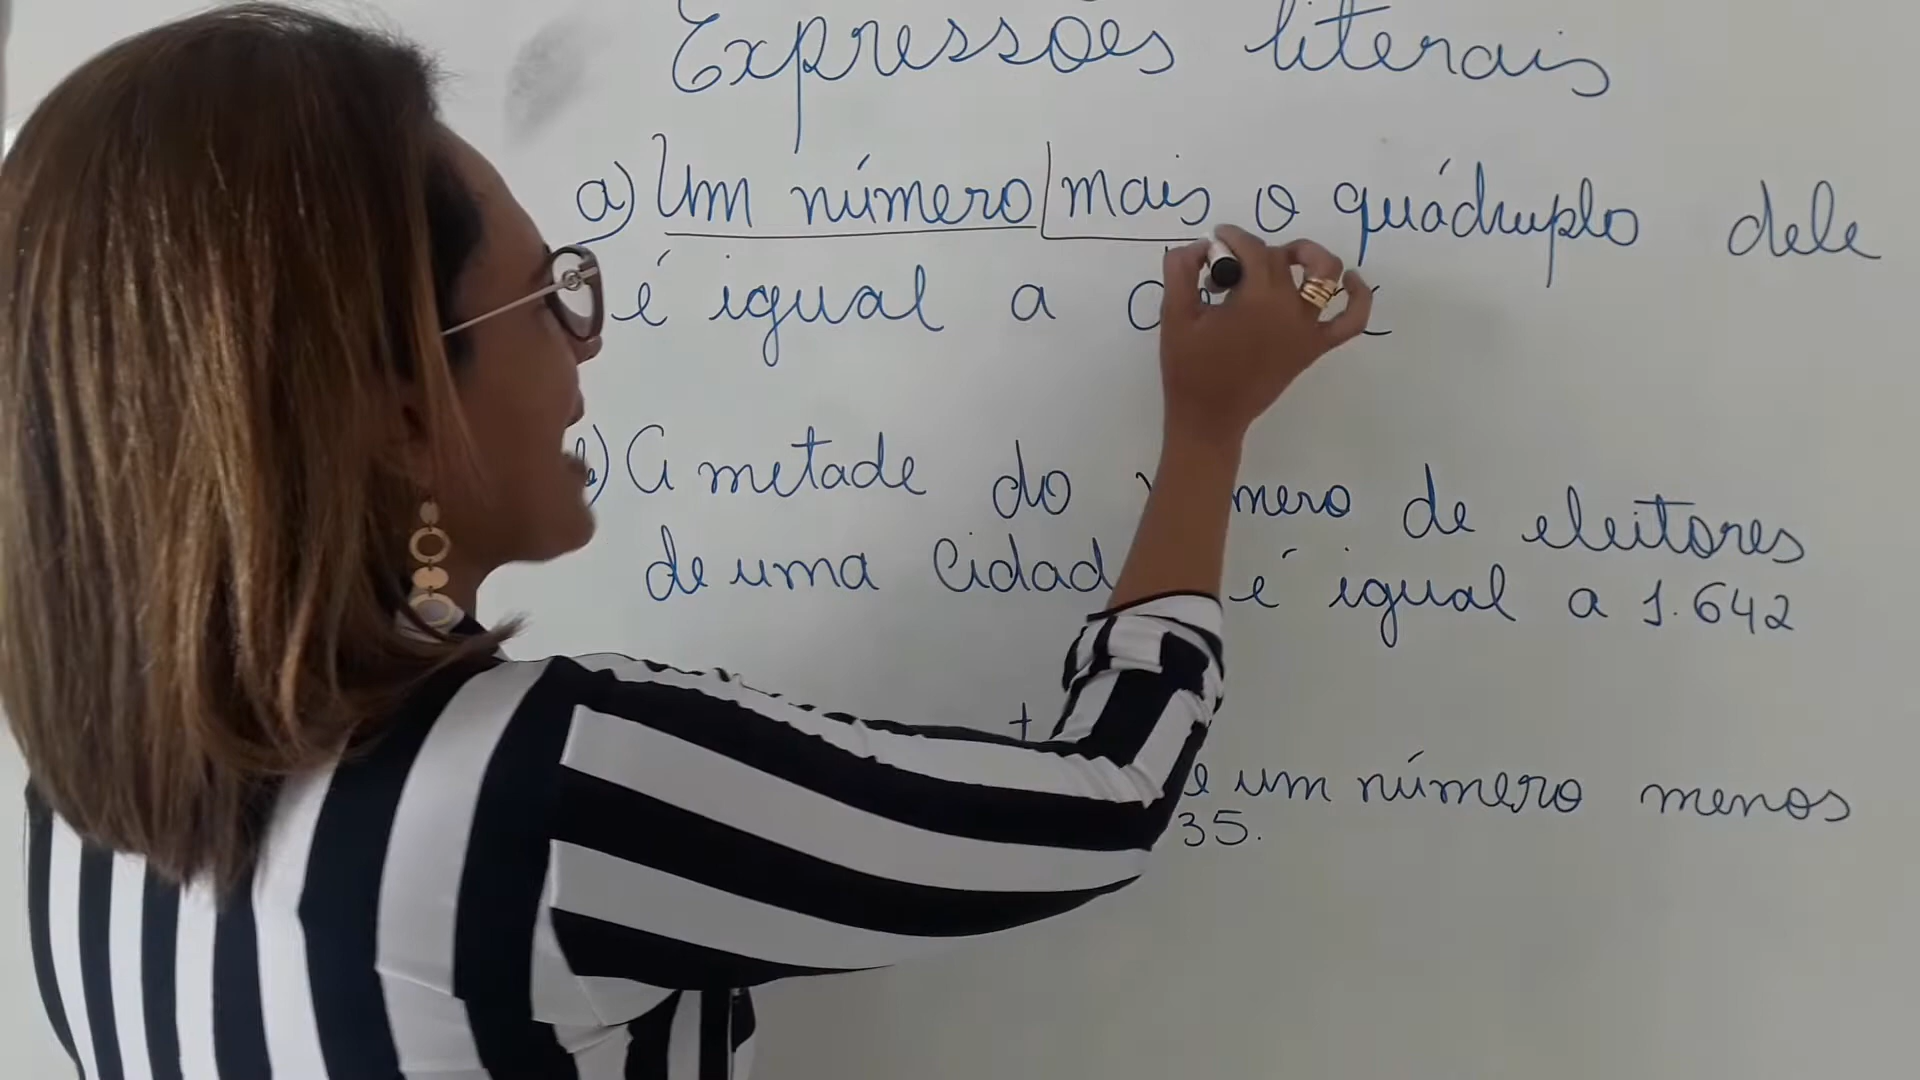 Expressões literais
a) Um número mais o quádruplo dele
é igual a
b) A metade do mero de eleitores
de uma cidad é igual a 1.642
+
e um número menos
35.